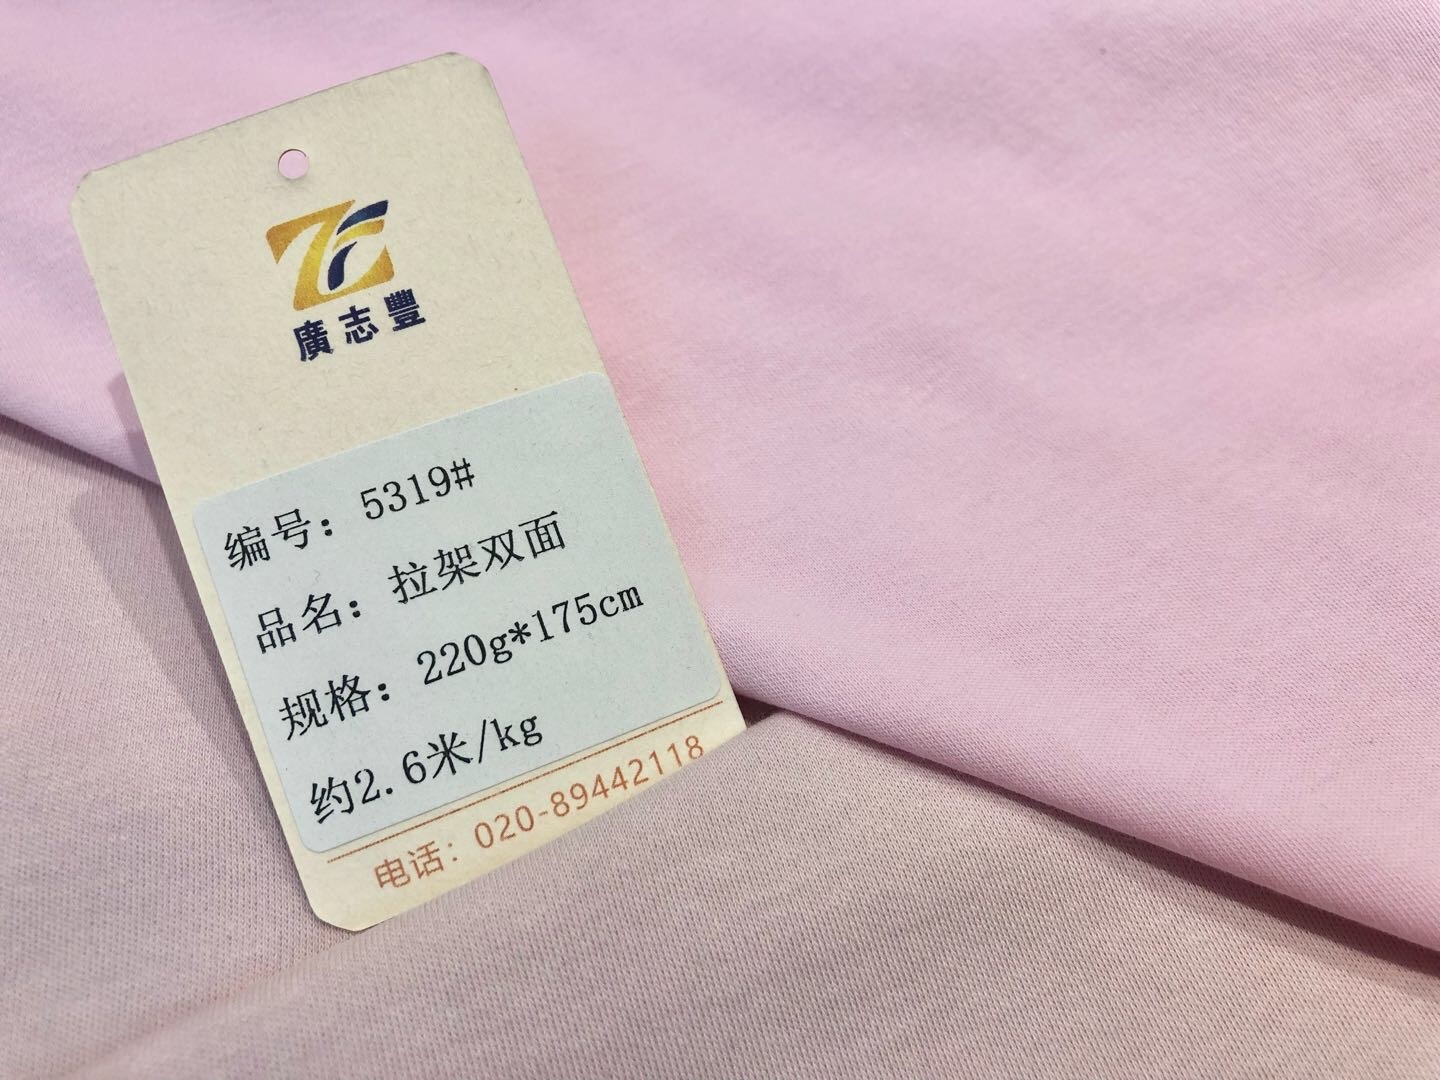 廣志豐
编号：5319#
品名：拉架双面
规格：220g*175cm
约2.6米/kg
电话：020-89442118